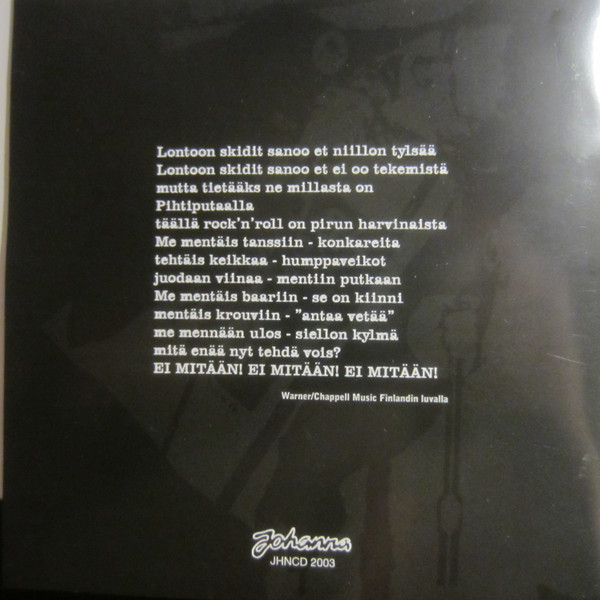 Lontoon skidit sanoo et niillon tylsää
Lontoon skidit sanoo et ei oo tekemistä
mutta tietääks ne millasta on
Pihtiputaalla
täällä rock'n'roll on pirun harvinaista
Me mentäis tanssiin - konkareita
tehtäis keikkaa - humppaveikot
juodaan viinaa - mentiin putkaan
Me mentäis baariin - se on kiinni
mentäis krouviin - "antaa vetää"
me mennään ulos - siellon kylmä
mitä enää nyt tehdä vois?
EI MITÄÄN! EI MITÄÄN! EI MITÄÄN!
Warner/Chappell Music Finlandin luvalla
Johanna
JHNCD 2003